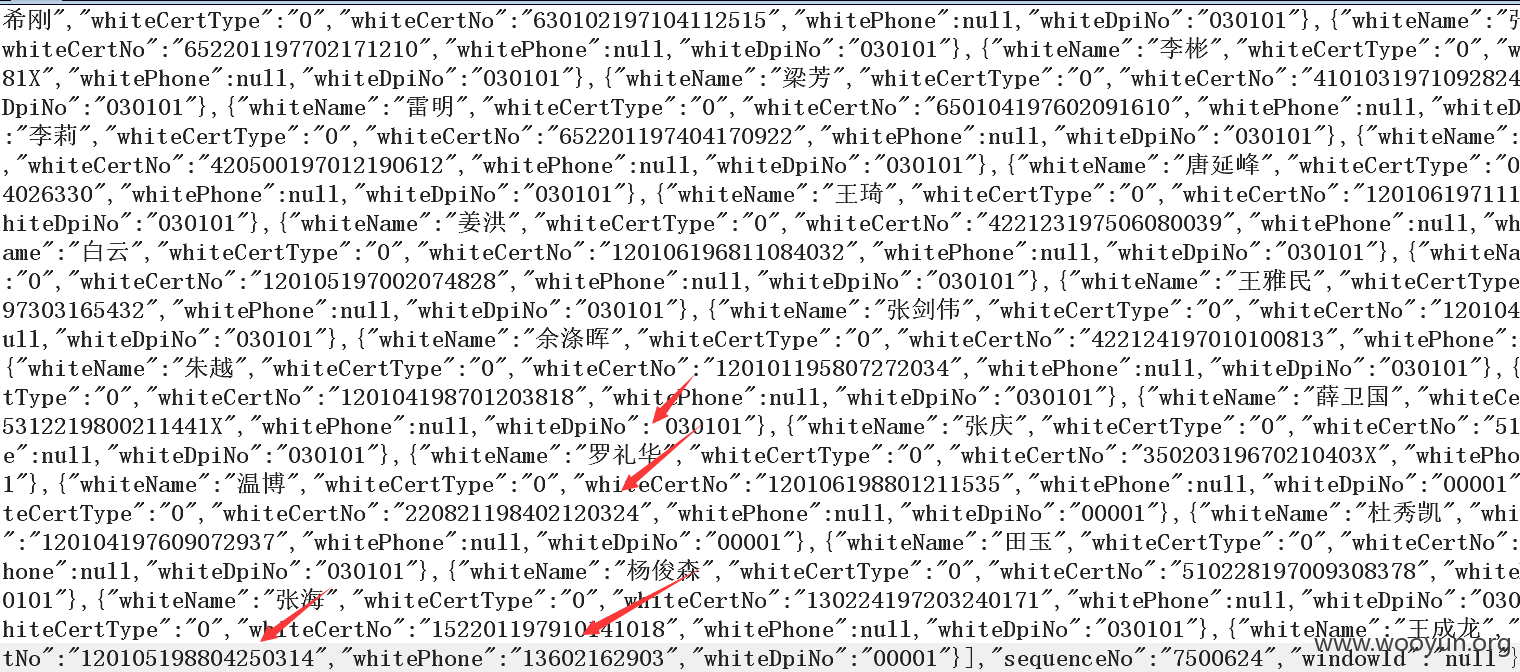 希刚","whiteCertType":"0","whiteCertNo":"630102197104112515","whitePhone":null,"whiteDpiNo":"030101"},{"whiteName":"张
whiteCertNo":"652201197702171210","whitePhone":null,"whiteDpiNo":"030101"},{"whiteName":"李彬","whiteCertType":"0","w
81X","whitePhone":null,"whiteDpiNo":"030101"},{"whiteName":"梁芳","whiteCertType":"0","whiteCertNo":"4101031971092824
DpiNo":"030101"},{"whiteName":"雷明","whiteCertType":"0","whiteCertNo":"650104197602091610","whitePhone":null,"whiteD
:"李莉","whiteCertType":"0","whiteCertNo":"652201197404170922","whitePhone":null,"whiteDpiNo":"030101"},{"whiteName":
,"whiteCertNo":"420500197012190612","whitePhone":null,"whiteDpiNo":"030101"},{"whiteName":"唐延峰","whiteCertType":"0
4026330","whitePhone":null,"whiteDpiNo":"030101"},{"whiteName":"王琦","whiteCertType":"0","whiteCertNo":"120106197111
hiteDpiNo":"030101"},{"whiteName":"姜洪","whiteCertType":"0","whiteCertNo":"422123197506080039","whitePhone":null,"wh
ame":"白云","whiteCertType":"0","whiteCertNo":"120106196811084032","whitePhone":null,"whiteDpiNo":"030101"},{"whiteNa
"0","whiteCertNo":"120105197002074828","whitePhone":null,"whiteDpiNo":"030101"},{"whiteName":"王雅民","whiteCertType
97303165432","whitePhone":null,"whiteDpiNo":"030101"},{"whiteName":"张剑伟","whiteCertType":"0","whiteCertNo":"120104
ull,"whiteDpiNo":"030101"},{"whiteName":"余涤晖","whiteCertType":"0","whiteCertNo":"422124197010100813","whitePhone":
{"whiteName":"朱越","whiteCertType":"0","whiteCertNo":"120101195807272034","whitePhone":null,"whiteDpiNo":"030101"},{
tType":"0","whiteCertNo":"120104198701203818","whitePhone":null,"whiteDpiNo":"030101"},{"whiteName":"薛卫国","whiteCe
5312219800211441X","whitePhone":null,"whiteDpiNo":"030101"},{"whiteName":"张庆","whiteCertType":"0","whiteCertNo":"51
e":null,"whiteDpiNo":"030101"},{"whiteName":"罗礼华","whiteCertType":"0","whiteCertNo":"35020319670210403X","whitePho
1"},{"whiteName":"温博","whiteCertType":"0","whiteCertNo":"120106198801211535","whitePhone":null,"whiteDpiNo":"00001"
teCertType":"0","whiteCertNo":"220821198402120324","whitePhone":null,"whiteDpiNo":"00001"},{"whiteName":"杜秀凯","whi
":"120104197609072937","whitePhone":null,"whiteDpiNo":"00001"},{"whiteName":"田玉","whiteCertType":"0","whiteCertNo":
hone":null,"whiteDpiNo":"030101"},{"whiteName":"杨俊森","whiteCertType":"0","whiteCertNo":"510228197009308378","white
0101"},{"whiteName":"张海","whiteCertType":"0","whiteCertNo":"130224197203240171","whitePhone":null,"whiteDpiNo":"030
hiteCertType":"0","whiteCertNo":"152201197910141018","whitePhone":null,"whiteDpiNo":"030101"},{"whiteName":"王成龙","
tNo":"120105198804250314","whitePhone":"13602162903","whiteDpiNo":"00001"}],"sequenceNo":"7500624","windowId":"null"}
www.wooyun.org